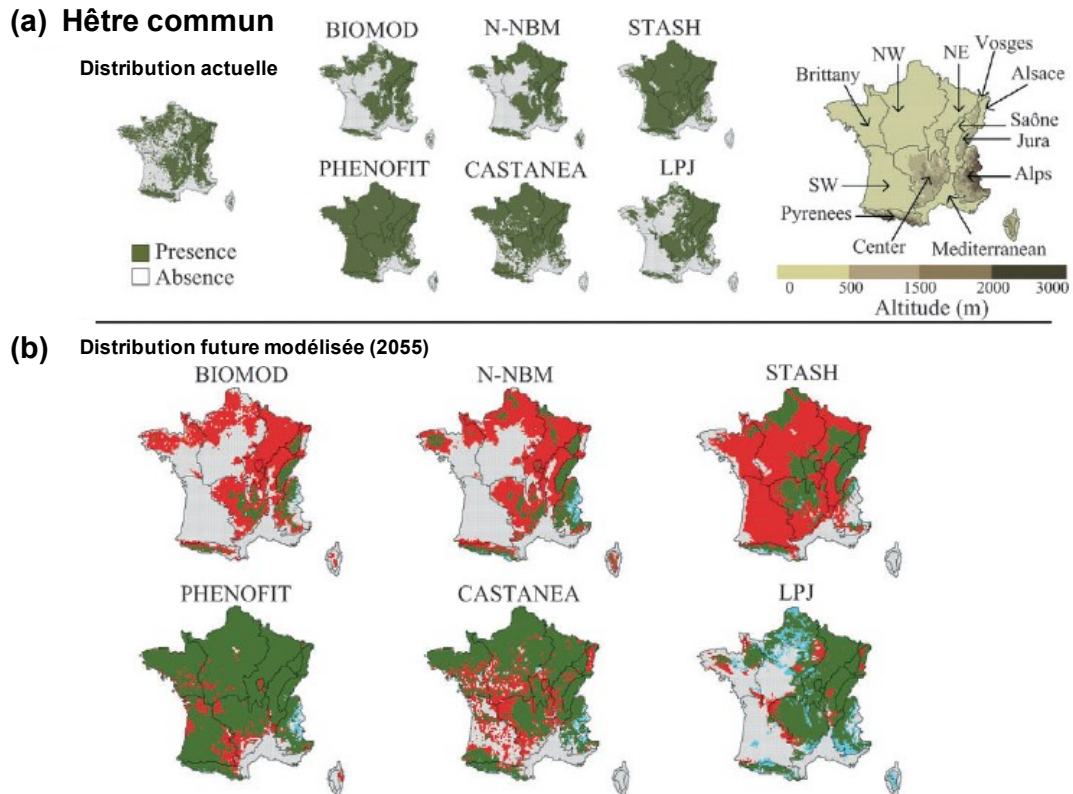 (a) Hêtre commun
Distribution actuelle
BIOMOD
N-NBM
STASH
PHENOFIT
CASTANEA
LPJ
Presence
Absence
NW
NE
Vosges
Brittany
Alsace
Saône
Jura
SW
Alps
Pyrenees
Center
Mediterranean
0 500 1500 2000 3000
Altitude (m)
(b) Distribution future modélisée (2055)
BIOMOD
N-NBM
STASH
PHENOFIT
CASTANEA
LPJ